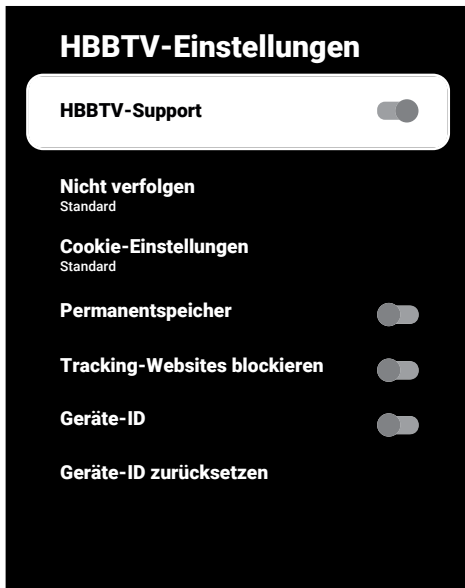 HBBTV-Einstellungen
HBBTV-Support
Nicht verfolgen
Standard
Cookie-Einstellungen
Standard
Permanentspeicher
Tracking-Websites blockieren
Geräte-ID
Geräte-ID zurücksetzen